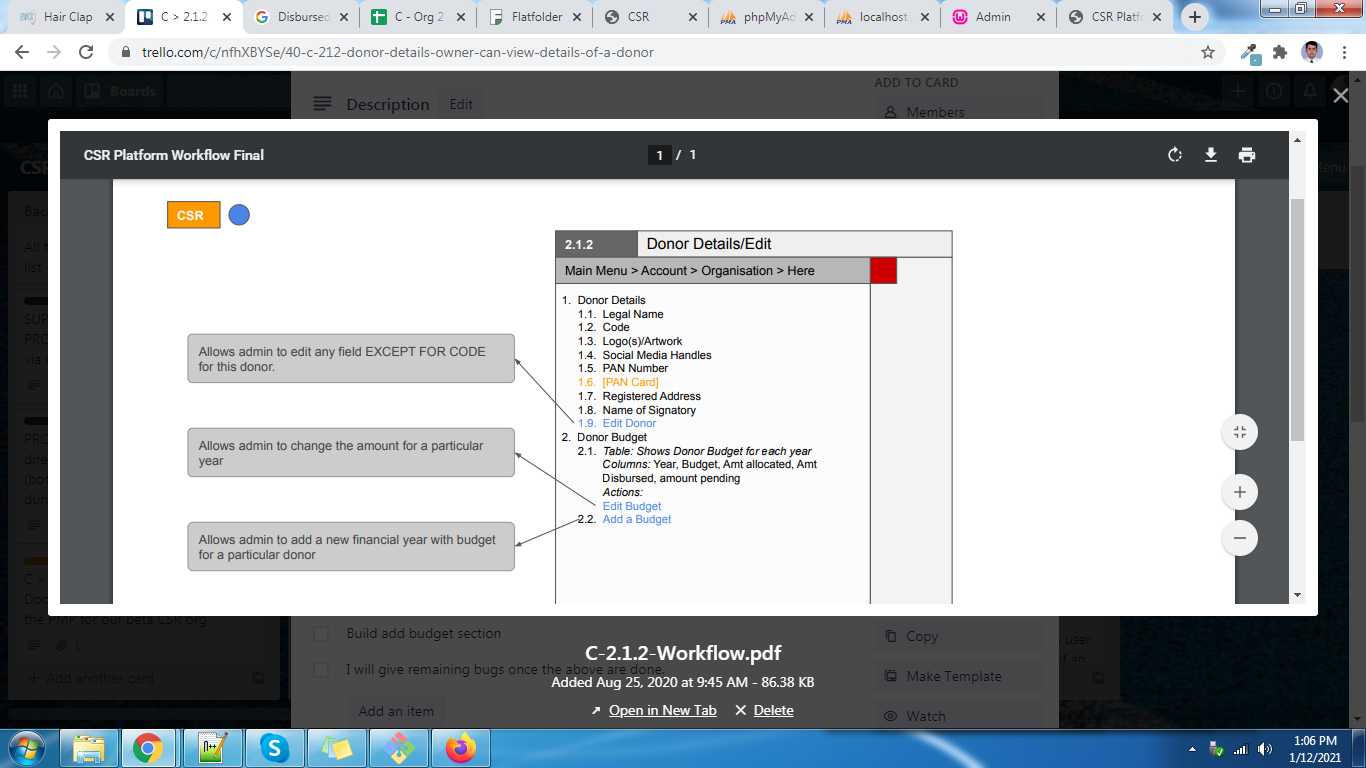 Hair Clap
C > 2.1.2
Disbursed
C - Org 2
Flatfolder
CSR
phpMyAd
localhost
Admin
CSR Platf
trello.com/c/nfhXBYSe/40-c-212-donor-details-owner-can-view-details-of-a-donor
Boards
Description
Edit
ADD TO CARD
Members
CSR Platform Workflow Final
1 / 1
CSR
2.1.2
Donor Details/Edit
Main Menu > Account > Organisation > Here
1. Donor Details
1.1. Legal Name
1.2. Code
1.3. Logo(s)/Artwork
1.4. Social Media Handles
1.5. PAN Number
1.6. [PAN Card]
1.7. Registered Address
1.8. Name of Signatory
1.9. Edit Donor
2. Donor Budget
2.1. Table: Shows Donor Budget for each year
Columns: Year, Budget, Amt allocated, Amt
Disbursed, amount pending
Actions:
Edit Budget
2.2. Add a Budget
Allows admin to edit any field EXCEPT FOR CODE
for this donor.
Allows admin to change the amount for a particular
year
Allows admin to add a new financial year with budget
for a particular donor
the FMP for our beta CSR org
1
Add another card
Build add budget section
I will give remaining bugs once the above are done.
Add an item
C-2.1.2-Workflow.pdf
Added Aug 25, 2020 at 9:45 AM - 86.38 KB
Open in New Tab
Delete
Copy
Make Template
Watch
user
1:06 PM
1/12/2021